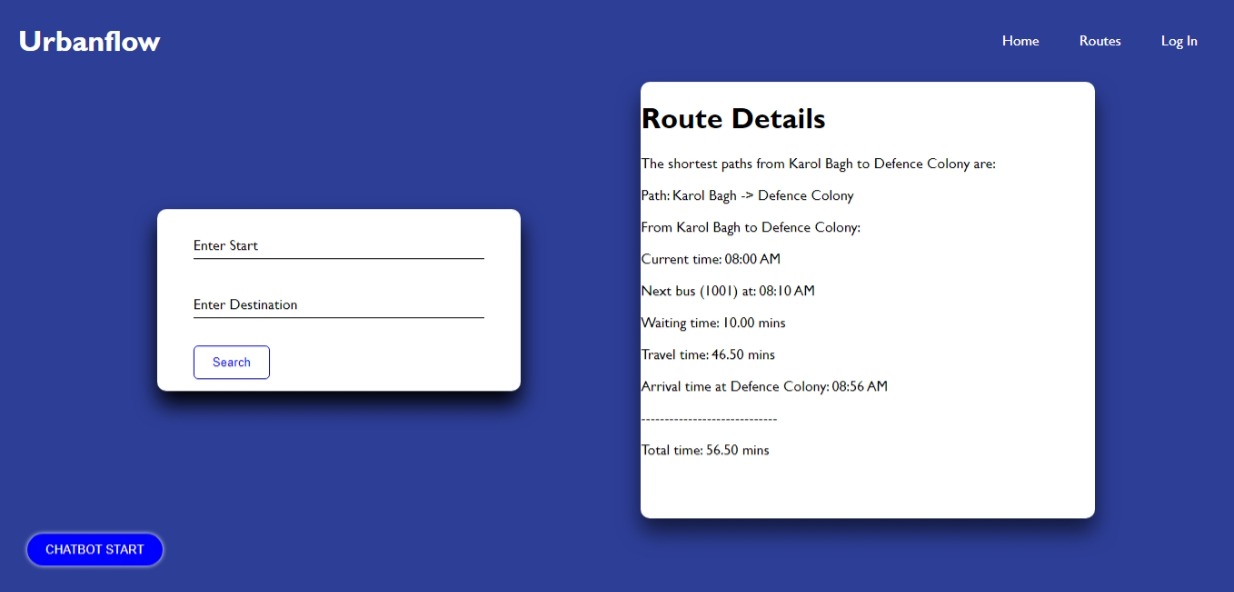 Urbanflow
Home Routes Log In
Enter Start
Enter Destination
Search
CHATBOT START
Route Details
The shortest paths from Karol Bagh to Defence Colony are:
Path: Karol Bagh -> Defence Colony
From Karol Bagh to Defence Colony:
Current time: 08:00 AM
Next bus (1001) at: 08:10 AM
Waiting time: 10.00 mins
Travel time: 46.50 mins
Arrival time at Defence Colony: 08:56 AM
-----------------------------
Total time: 56.50 mins